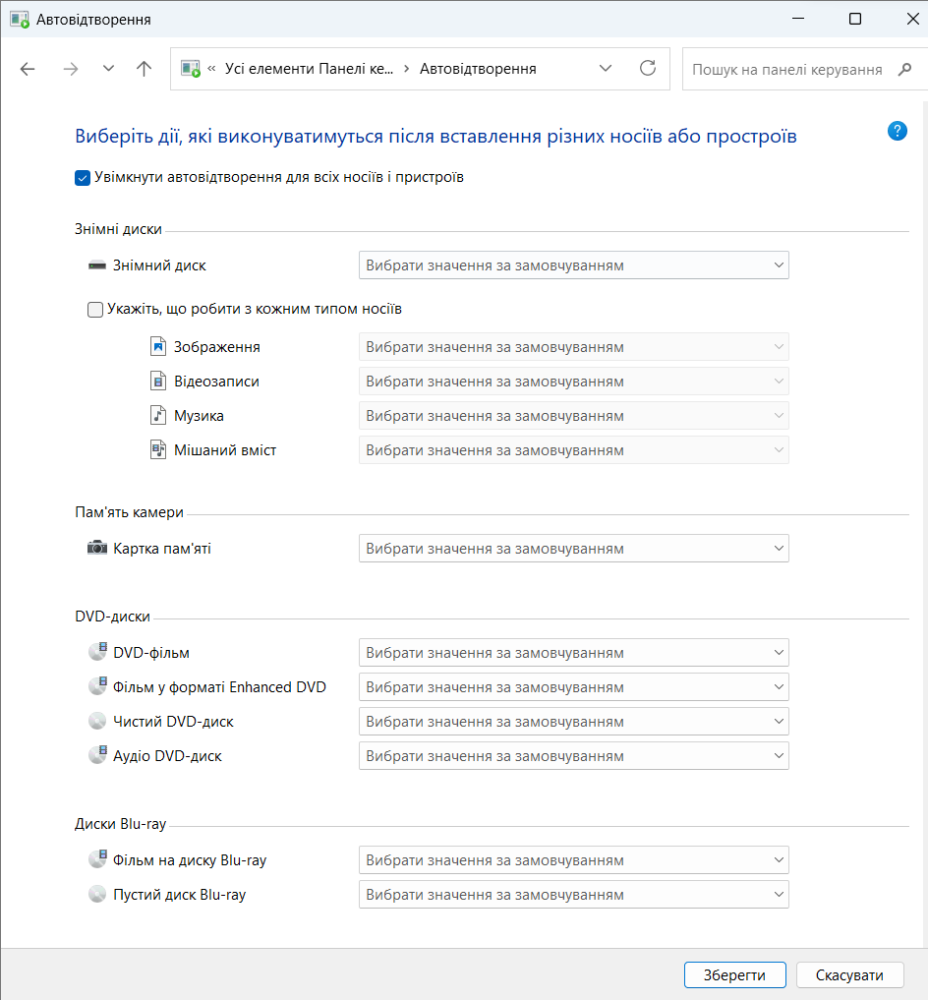 Автовідтворення
« Усі елементи Панелі ке... › Автовідтворення
Пошук на панелі керування
Виберіть дії, які виконуватимуться після вставлення різних носіїв або простроїв
Увімкнути автовідтворення для всіх носіїв і пристроїв
Знімні диски
Знімний диск Вибрати значення за замовчуванням
Укажіть, що робити з кожним типом носіїв
Зображення Вибрати значення за замовчуванням
Відеозаписи Вибрати значення за замовчуванням
Музика Вибрати значення за замовчуванням
Мішаний вміст Вибрати значення за замовчуванням
Пам'ять камери
Картка пам'яті Вибрати значення за замовчуванням
DVD-диски
DVD-фільм Вибрати значення за замовчуванням
Фільм у форматі Enhanced DVD Вибрати значення за замовчуванням
Чистий DVD-диск Вибрати значення за замовчуванням
Аудіо DVD-диск Вибрати значення за замовчуванням
Диски Blu-ray
Фільм на диску Blu-ray Вибрати значення за замовчуванням
Пустий диск Blu-ray Вибрати значення за замовчуванням
Зберегти Скасувати